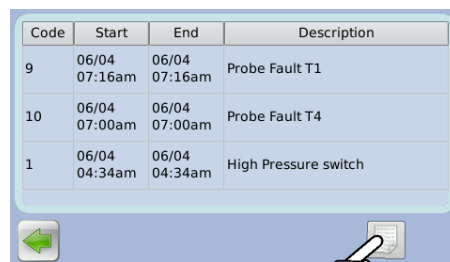 Code Start End Description
9 06/04 07:16am 06/04 07:16am Probe Fault T1
10 06/04 07:00am 06/04 07:00am Probe Fault T4
1 06/04 04:34am 06/04 04:34am High Pressure switch